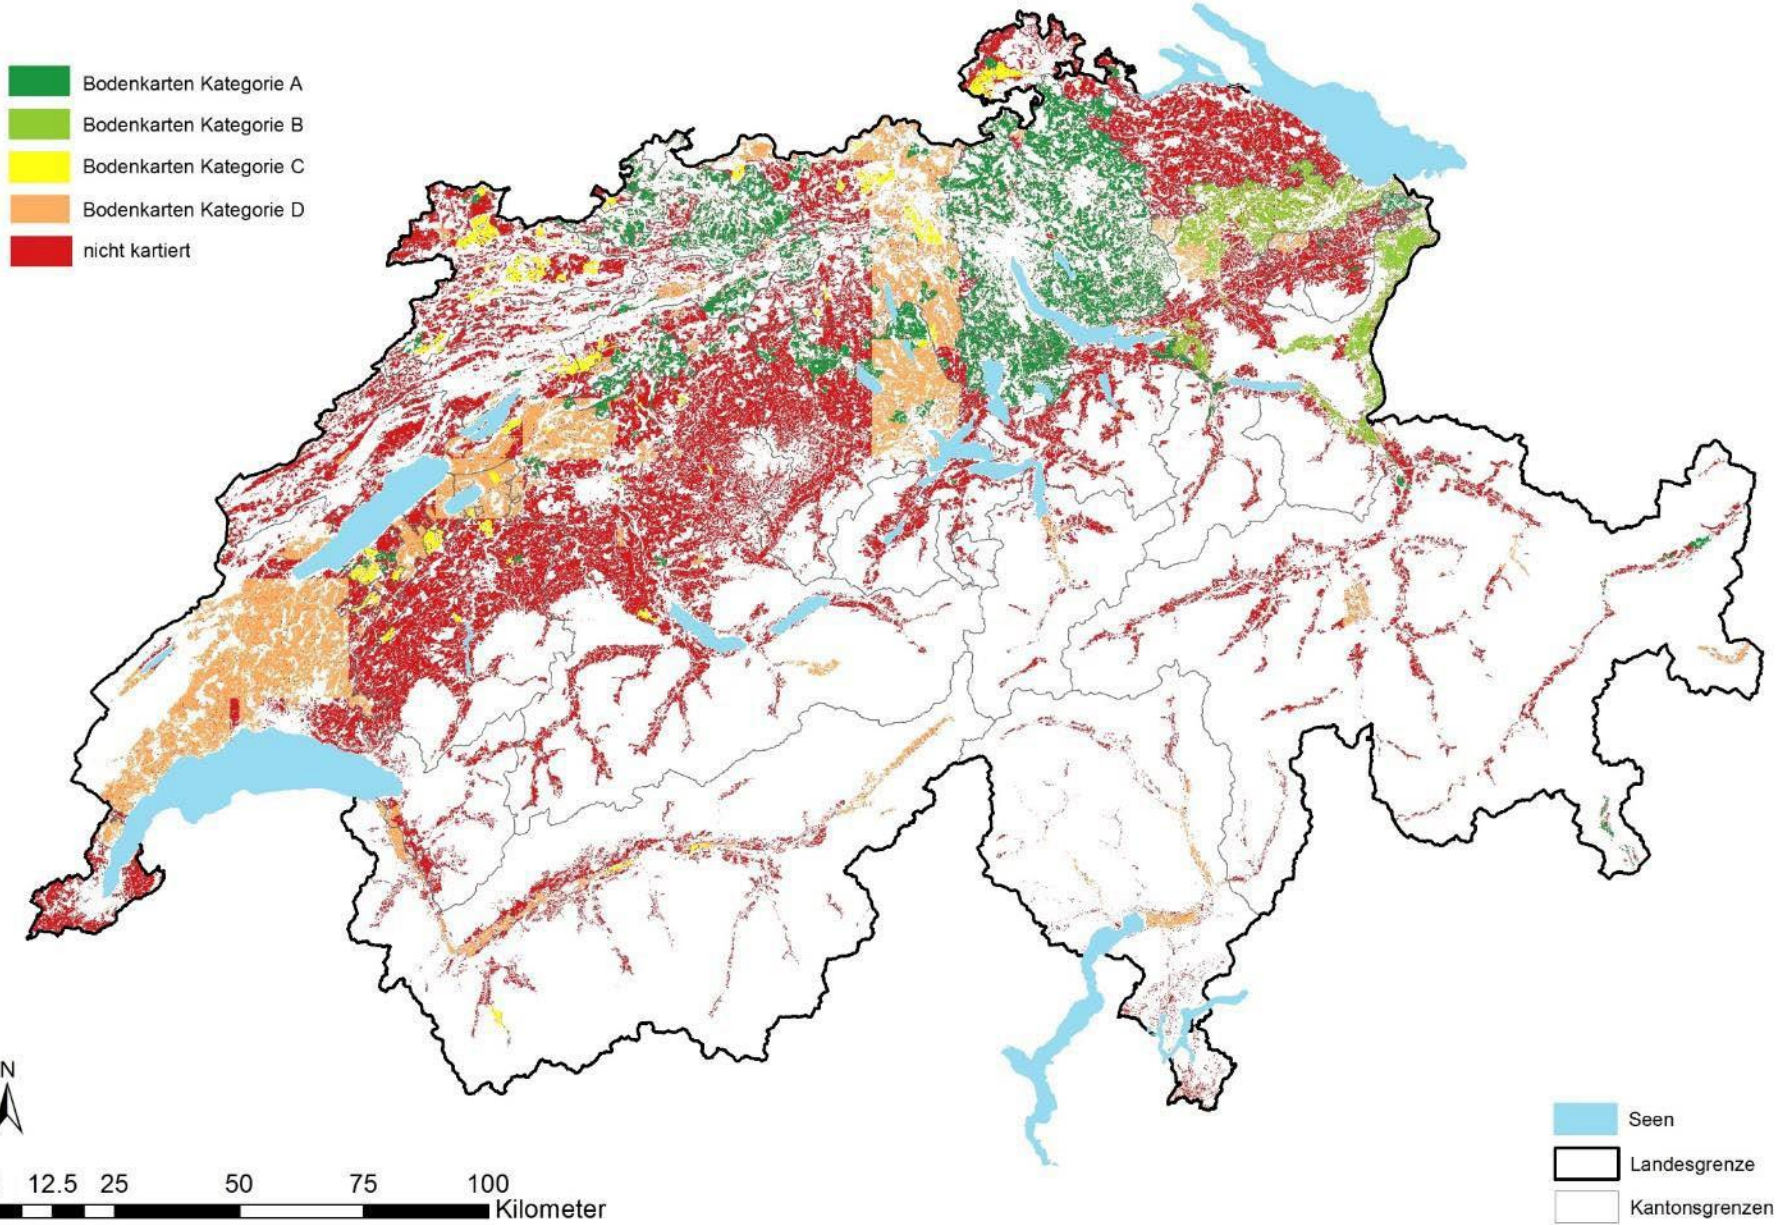 Bodenkarten Kategorie A
Bodenkarten Kategorie B
Bodenkarten Kategorie C
Bodenkarten Kategorie D
nicht kartiert
N
12.5 25 50 75 100
Kilometer
Seen
Landesgrenze
Kantonsgrenzen